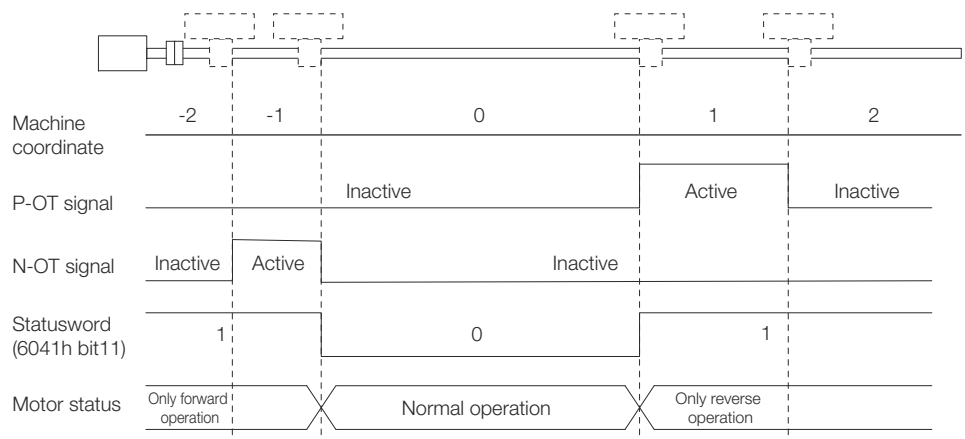 Machine
coordinate
-2 -1 0 1 2
P-OT signal
Inactive Active Inactive
N-OT signal
Inactive Active Inactive
Statusword
(6041h bit11)
1 0 1
Motor status
Only forward
operation
Normal operation
Only reverse
operation